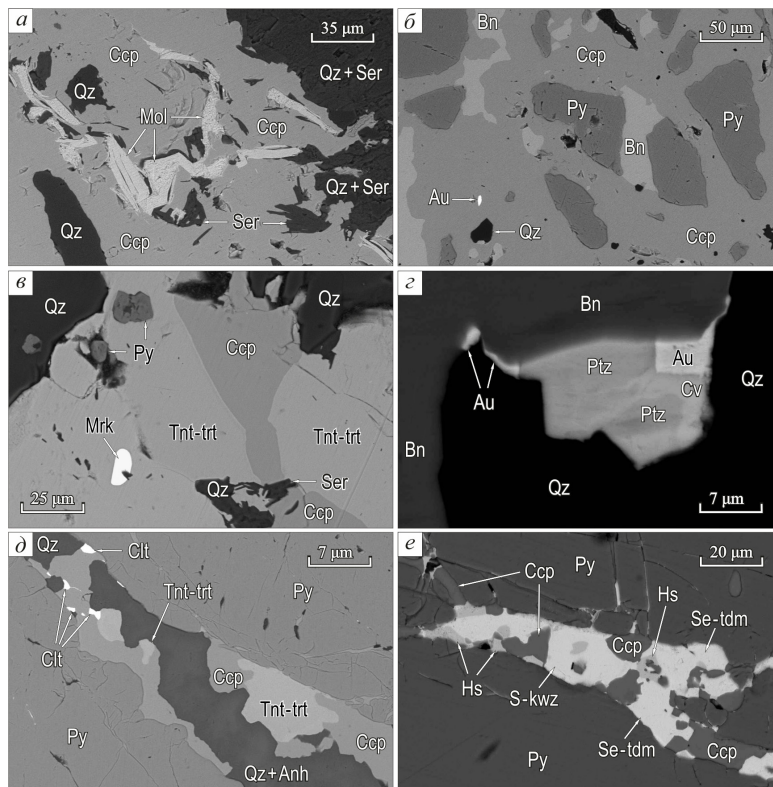 а
35 μm
Ccp
Qz + Ser
Qz
Mol
Ccp
Qz + Ser
Qz
Ser
Ccp
б
Bn
50 μm
Ccp
Py
Py
Bn
Au
Qz
Ccp
в
Qz
Qz
Py
Ccp
Mrk
Tnt-trt
Tnt-trt
25 μm
Qz
Ser
Ccp
г
Bn
Ptz
Au
Cv
Qz
Au
Ptz
Bn
Qz
7 μm
д
Qz
Clt
7 μm
Tnt-trt
Py
Clt
Ccp
Tnt-trt
Py
Ccp
Qz + Anh
е
20 μm
Ccp
Py
Hs
Se-tdm
Ccp
Hs
S-kwz
Se-tdm
Ccp
Py